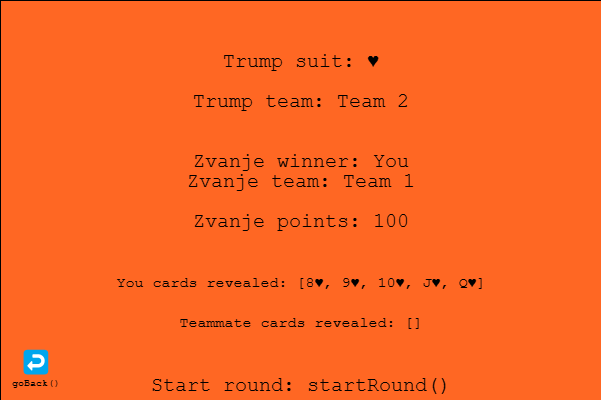 Trump suit: ♥
Trump team: Team 2
Zvanje winner: You
Zvanje team: Team 1
Zvanje points: 100
You cards revealed: [8♥, 9♥, 10♥, J♥, Q♥]
Teammate cards revealed: []
goBack()
Start round: startRound()